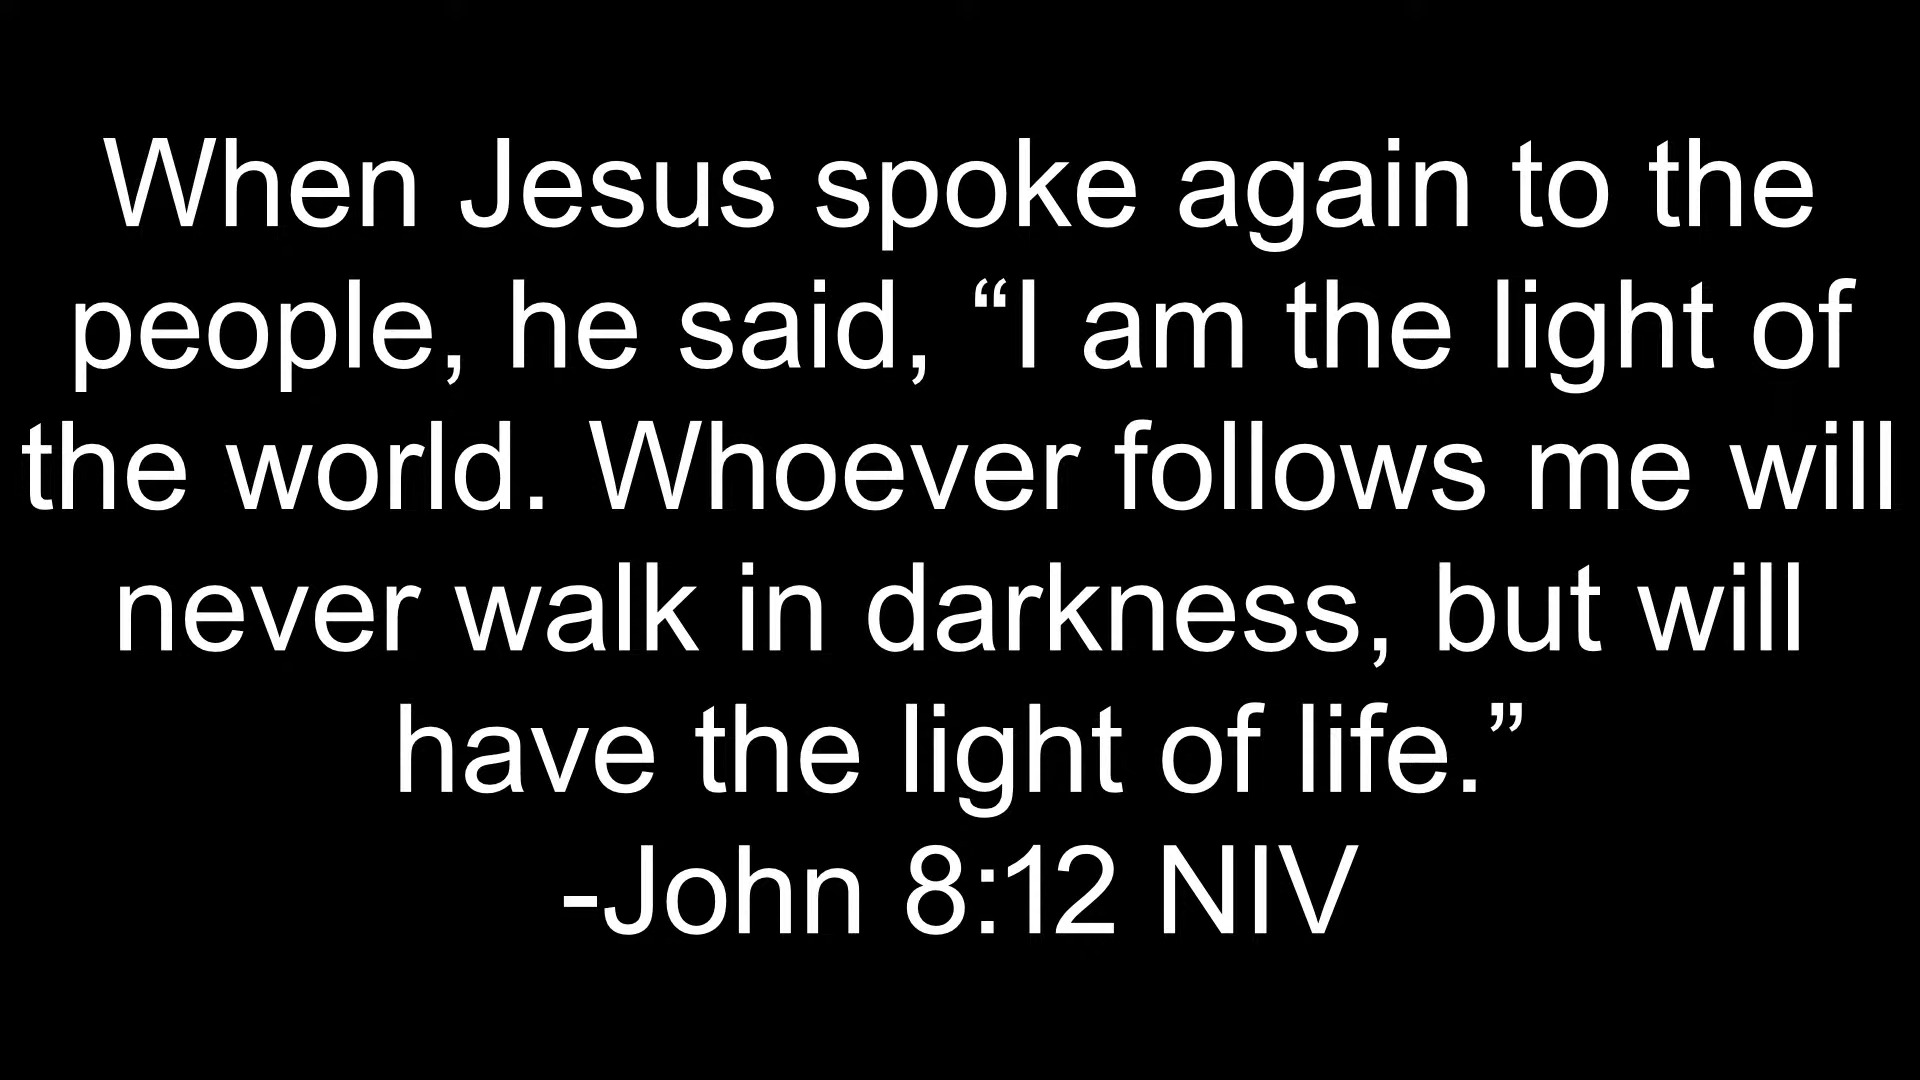 When Jesus spoke again to the
people, he said, “I am the light of
the world. Whoever follows me will
never walk in darkness, but will
have the light of life.”
-John 8:12 NIV